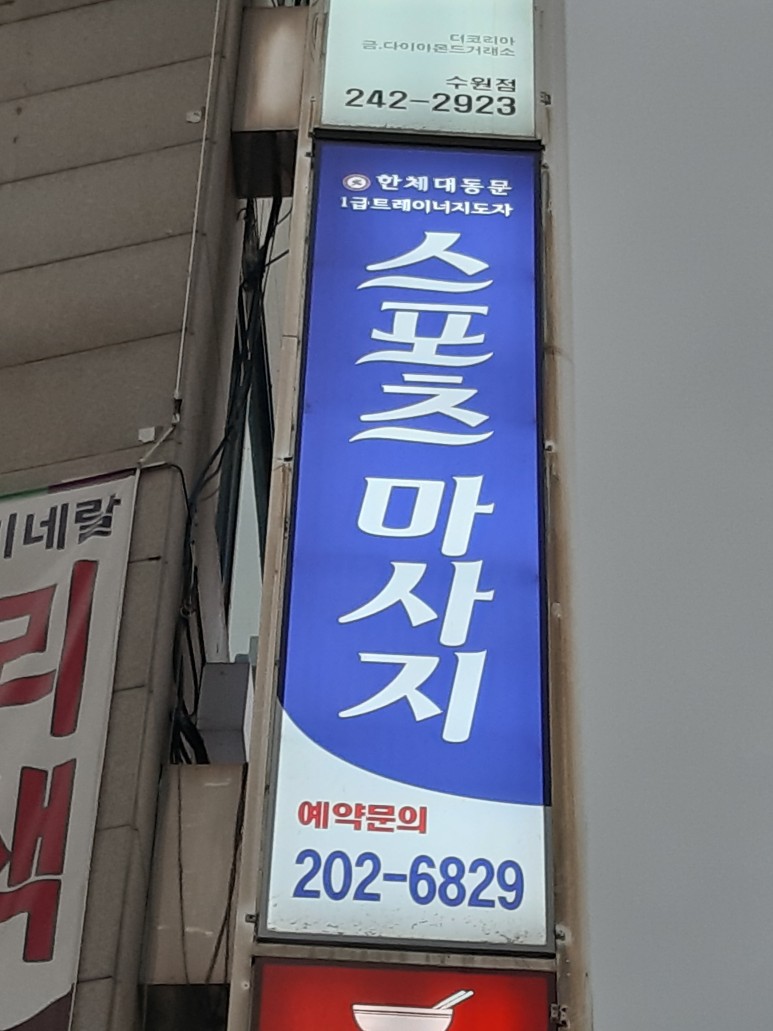 더코리아
금.다이아몬드거래소
수원점
242-2923
한체대동문
1급트레이너지도자
스포츠
마사지
예약문의
202-6829
네랄
리
색